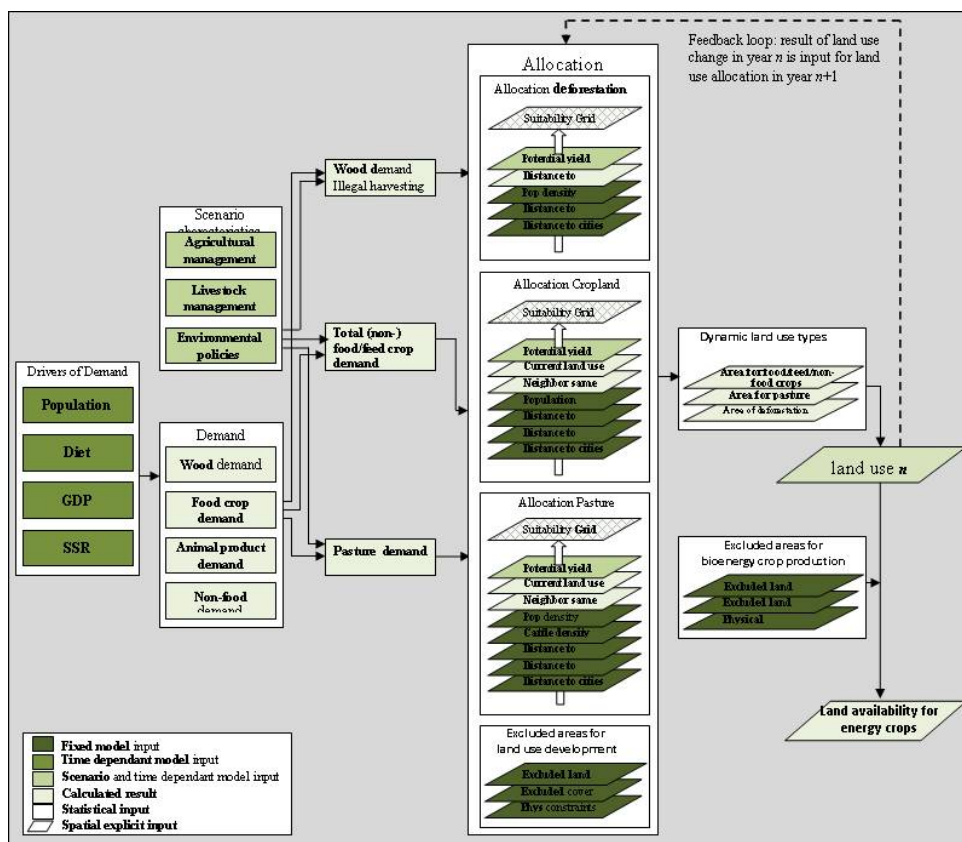 Feedback loop: result of land use
change in year n is input for land
use allocation in year n+1
Allocation
Allocation deforestation
Suitability Grid
Potential yield
Distance to
Pop density
Distance to
Distance to cities
Wood demand
Illegal harvesting
Scenario
characteristics
Agricultural
management
Livestock
management
Environmental
policies
Total (non-)
food/feed crop
demand
Allocation Cropland
Suitability Grid
Potential yield
Current land use
Neighbor same
Population
Distance to
Distance to
Distance to cities
Dynamic land use types
Area for food/feed/non-
food crops
Area for pasture
Area of deforestation
land use n
Drivers of Demand
Population
Diet
GDP
SSR
Demand
Wood demand
Food crop
demand
Animal product
demand
Non-food
demand
Pasture demand
Allocation Pasture
Suitability Grid
Potential yield
Current land use
Neighbor same
Pop density
Cattle density
Distance to
Distance to
Distance to cities
Excluded areas for
bioenergy crop production
Excluded land
Excluded land
Physical
Land availability for
energy crops
Excluded areas for
land use development
Excluded land
Excluded cover
Phys constraints
Fixed model input
Time dependant model input
Scenario and time dependant model input
Calculated result
Statistical input
Spatial explicit input